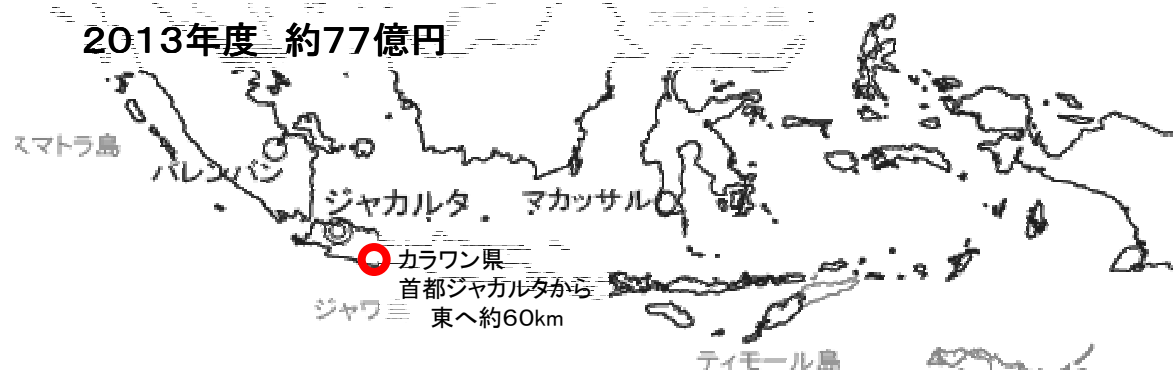 2013年度 約77億円
スマトラ島
パレンバン
ジャカルタ
マカッサル
カラワン県
首都ジャカルタから
東へ約60km
ジャワ
ティモール島